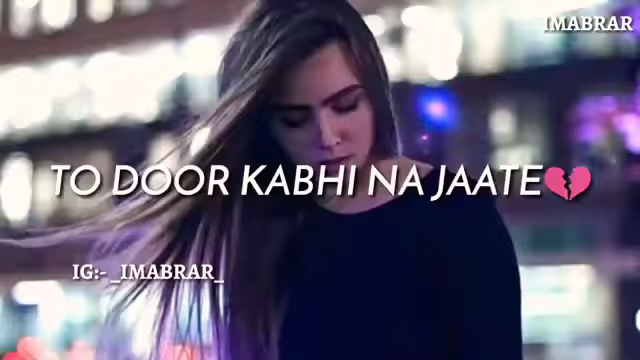 IMABRAR
TO DOOR KABHI NA JAATE💔
IG:- _IMABRAR_